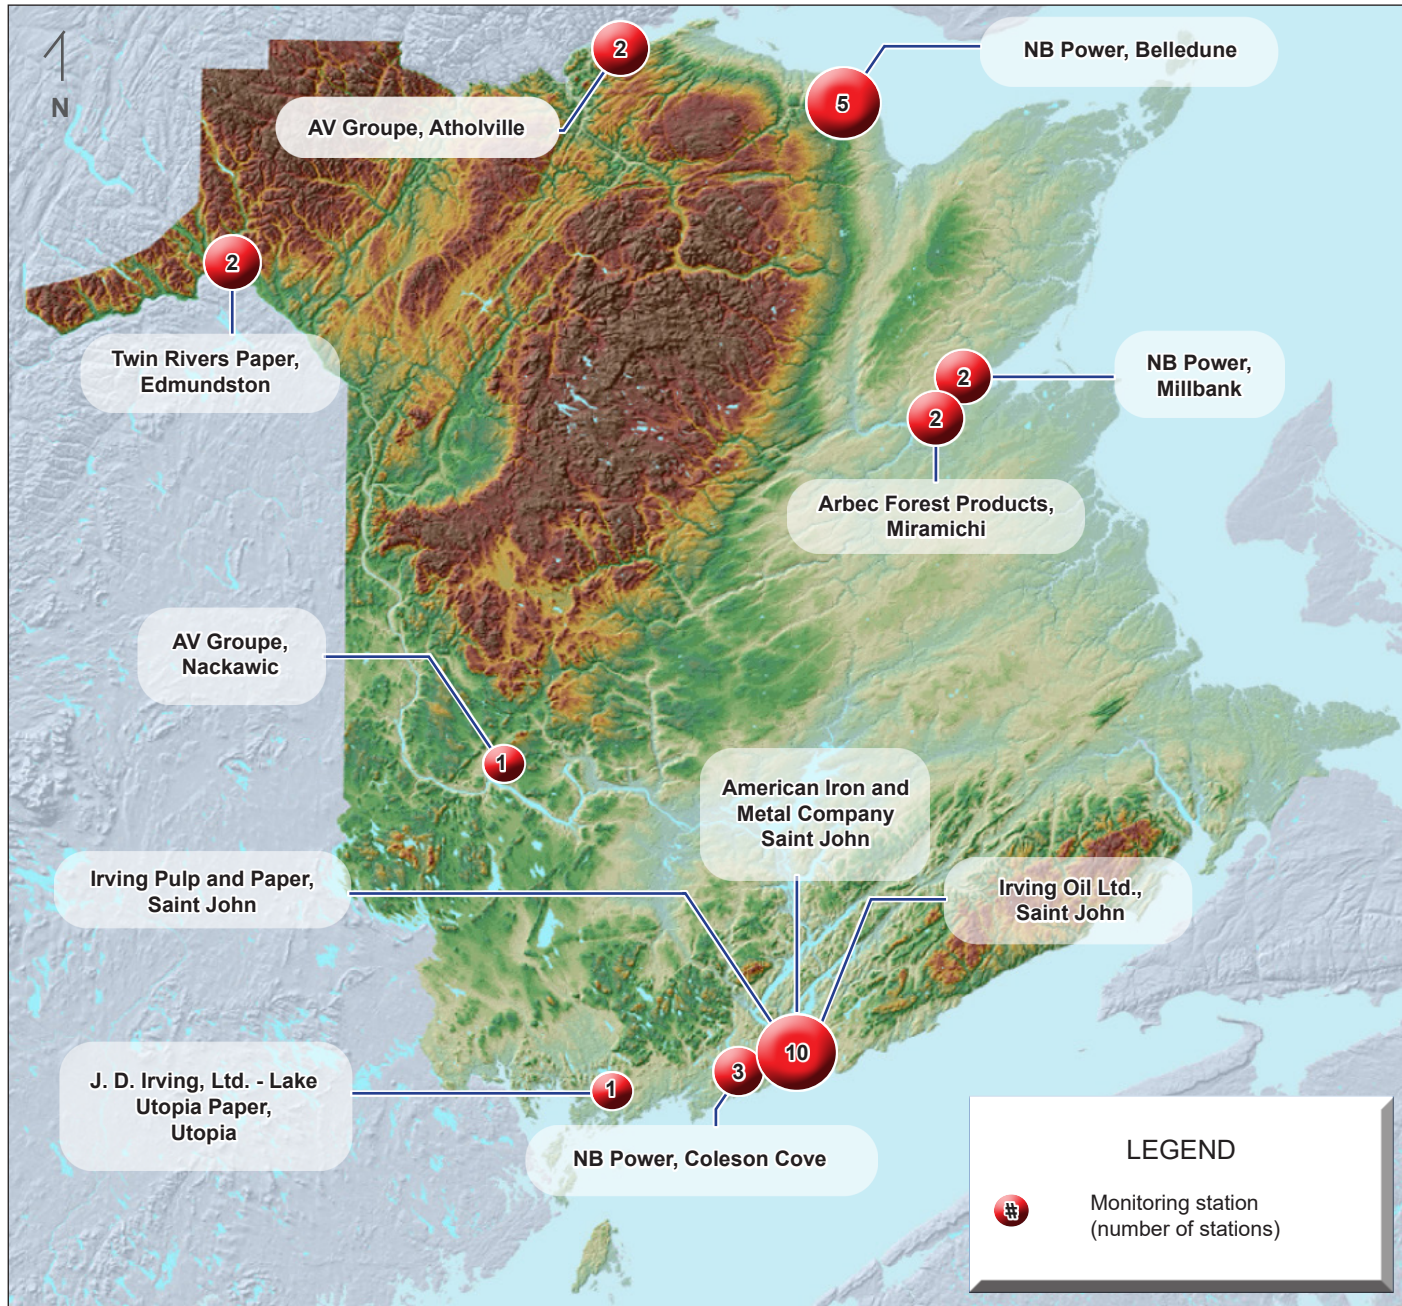 N
2
AV Groupe, Atholville
5
NB Power, Belledune
2
Twin Rivers Paper,
Edmundston
2
NB Power,
Millbank
2
Arbec Forest Products,
Miramichi
AV Groupe,
Nackawic
1
American Iron and
Metal Company
Saint John
Irving Pulp and Paper,
Saint John
Irving Oil Ltd.,
Saint John
10
3
NB Power, Coleson Cove
J. D. Irving, Ltd. - Lake
Utopia Paper,
Utopia
1
LEGEND
#
Monitoring station
(number of stations)